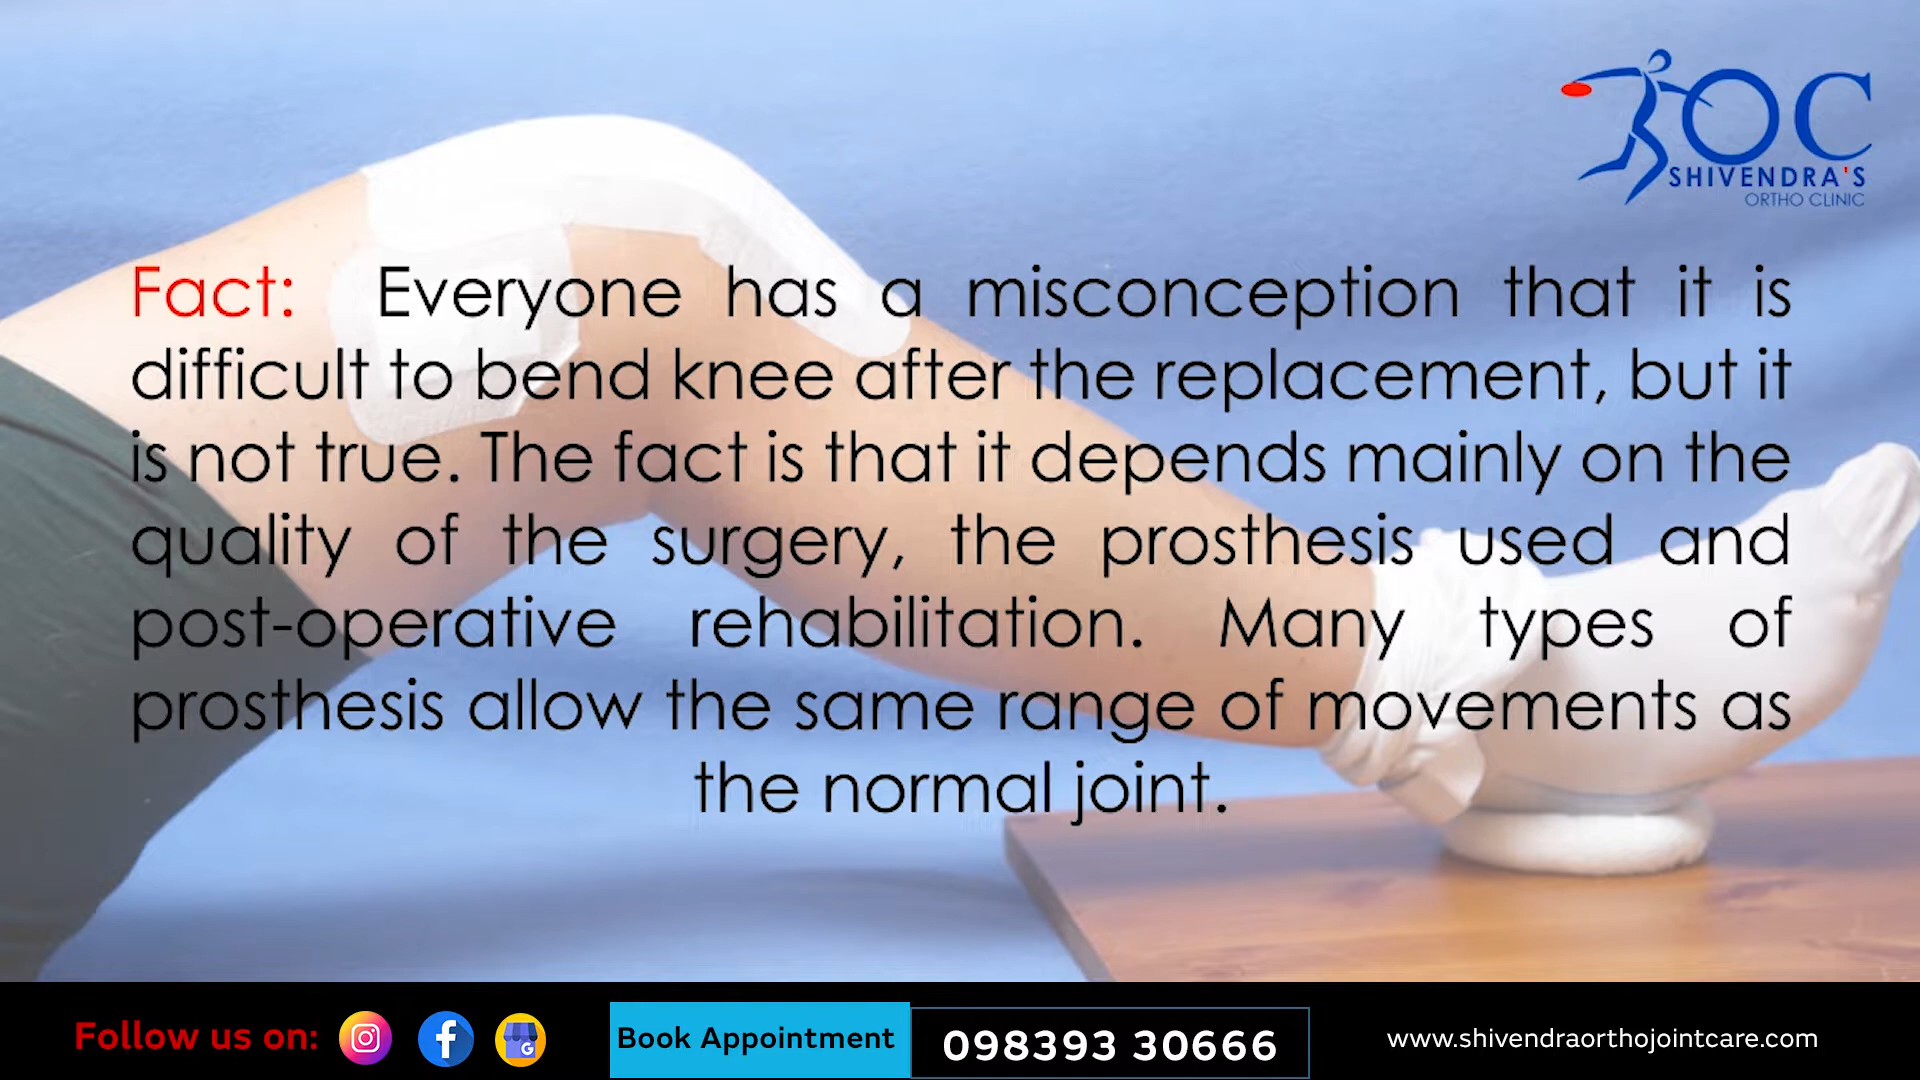 OC
SHIVENDRA'S
ORTHO CLINIC
Fact: Everyone has a misconception that it is
difficult to bend knee after the replacement, but it
is not true. The fact is that it depends mainly on the
quality of the surgery, the prosthesis used and
post-operative rehabilitation. Many types of
prosthesis allow the same range of movements as
the normal joint.
Follow us on:
Book Appointment
098393 30666
www.shivendraorthojointcare.com